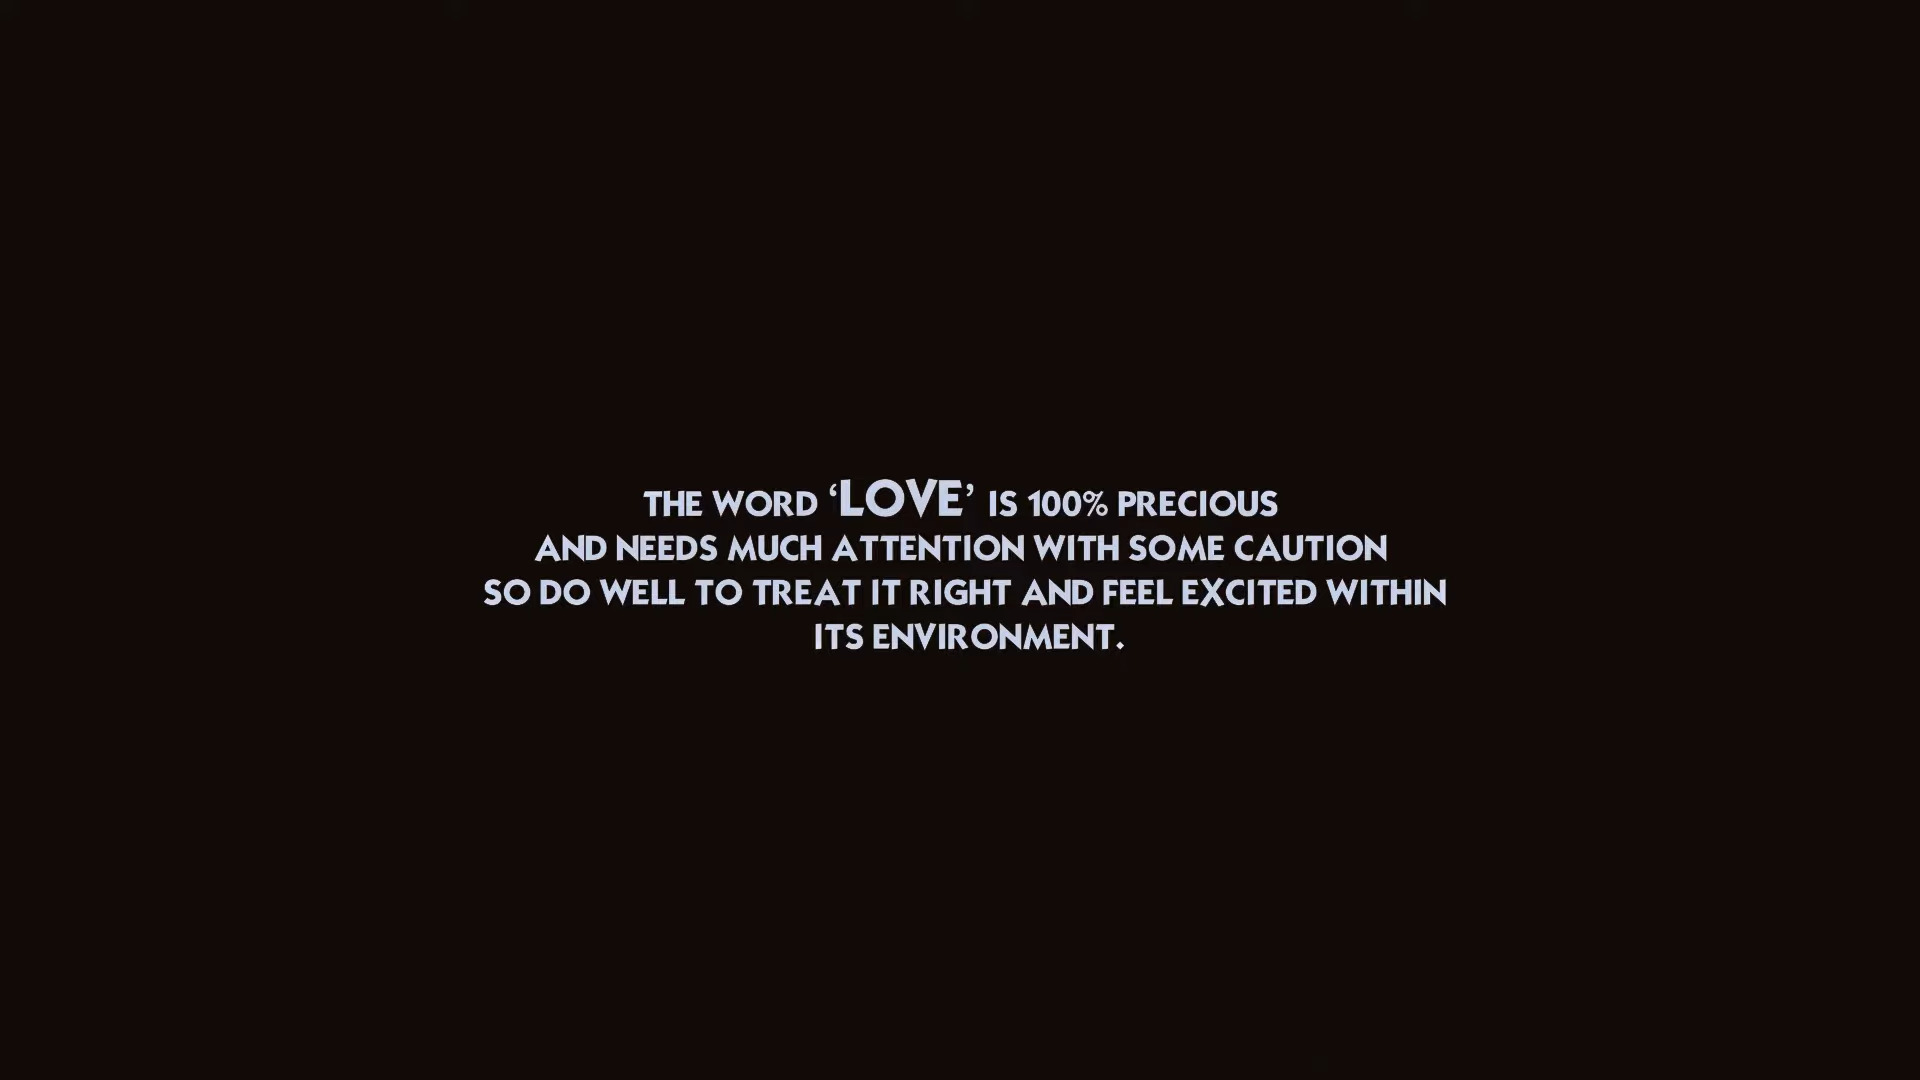 THE WORD ‘LOVE’ IS 100% PRECIOUS
AND NEEDS MUCH ATTENTION WITH SOME CAUTION
SO DO WELL TO TREAT IT RIGHT AND FEEL EXCITED WITHIN
ITS ENVIRONMENT.